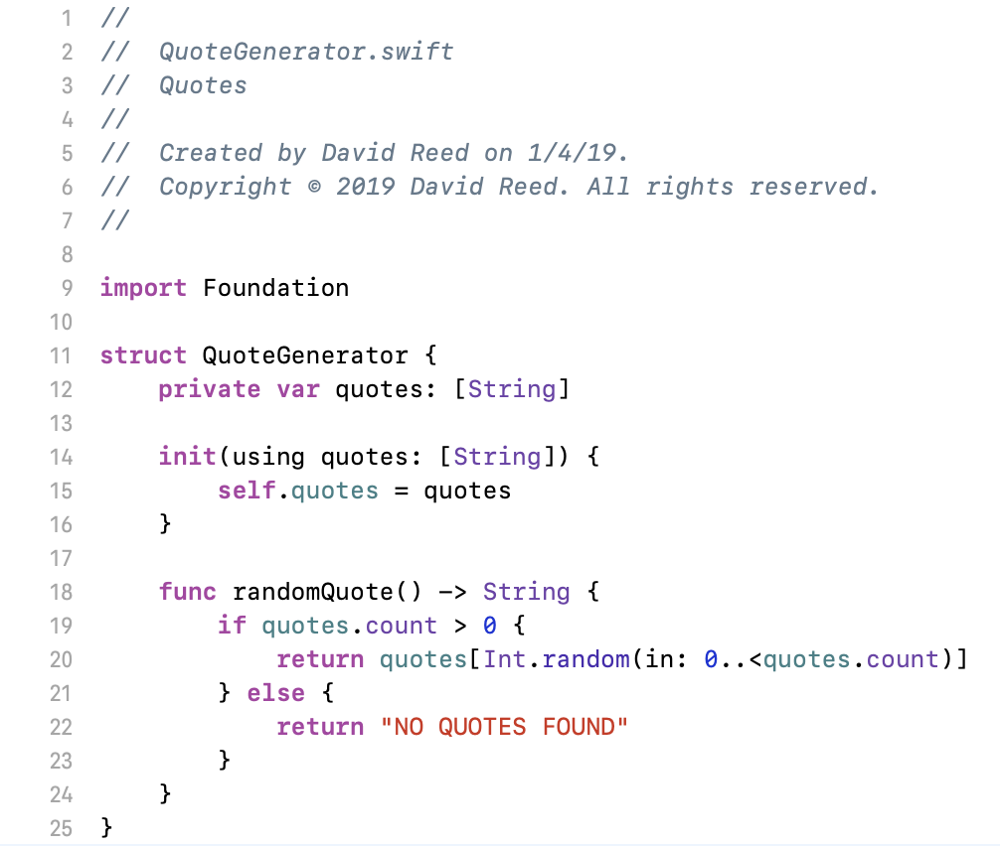 1 //
2 //  QuoteGenerator.swift
3 //  Quotes
4 //
5 //  Created by David Reed on 1/4/19.
6 //  Copyright © 2019 David Reed. All rights reserved.
7 //
8
9 import Foundation
10
11 struct QuoteGenerator {
12     private var quotes: [String]
13
14     init(using quotes: [String]) {
15         self.quotes = quotes
16     }
17
18     func randomQuote() -> String {
19         if quotes.count > 0 {
20             return quotes[Int.random(in: 0..<quotes.count)]
21         } else {
22             return "NO QUOTES FOUND"
23         }
24     }
25 }